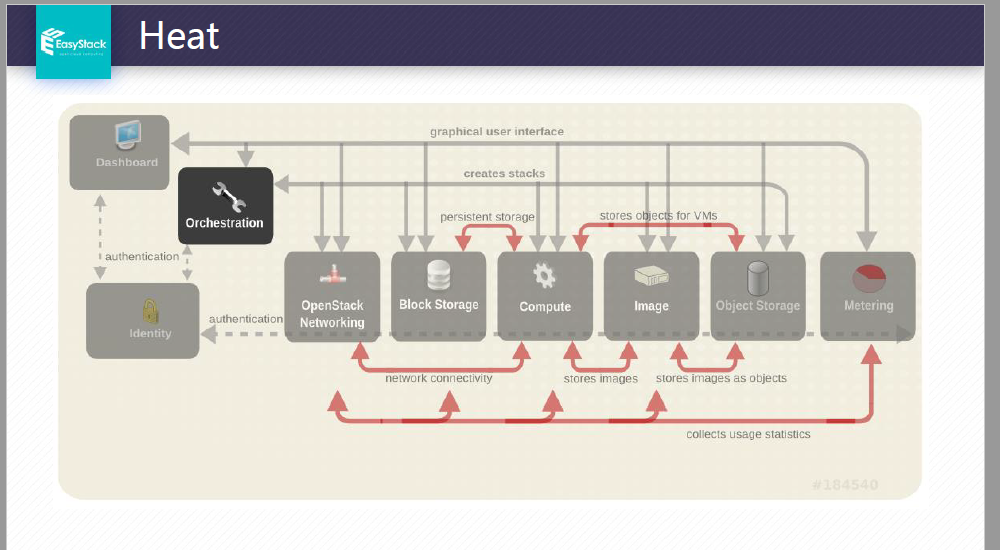 EasyStack
Heat
graphical user interface
Dashboard
creates stacks
Orchestration
persistent storage
stores objects for VMs
authentication
OpenStack
Networking
Block Storage
Compute
Image
Object Storage
Metering
Identity
authentication
network connectivity
stores images
stores images as objects
collects usage statistics
#184540